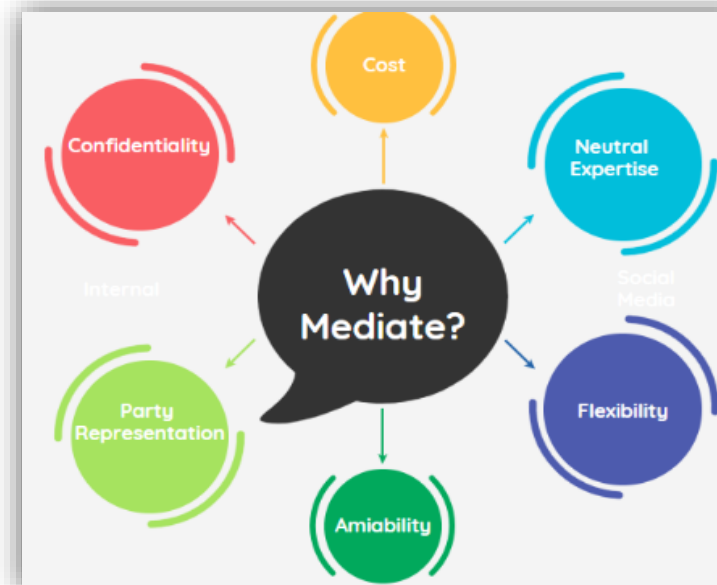 Cost
Confidentiality
Neutral
Expertise
Internal
Social
Media
Why
Mediate?
Party
Representation
Flexibility
Amiability